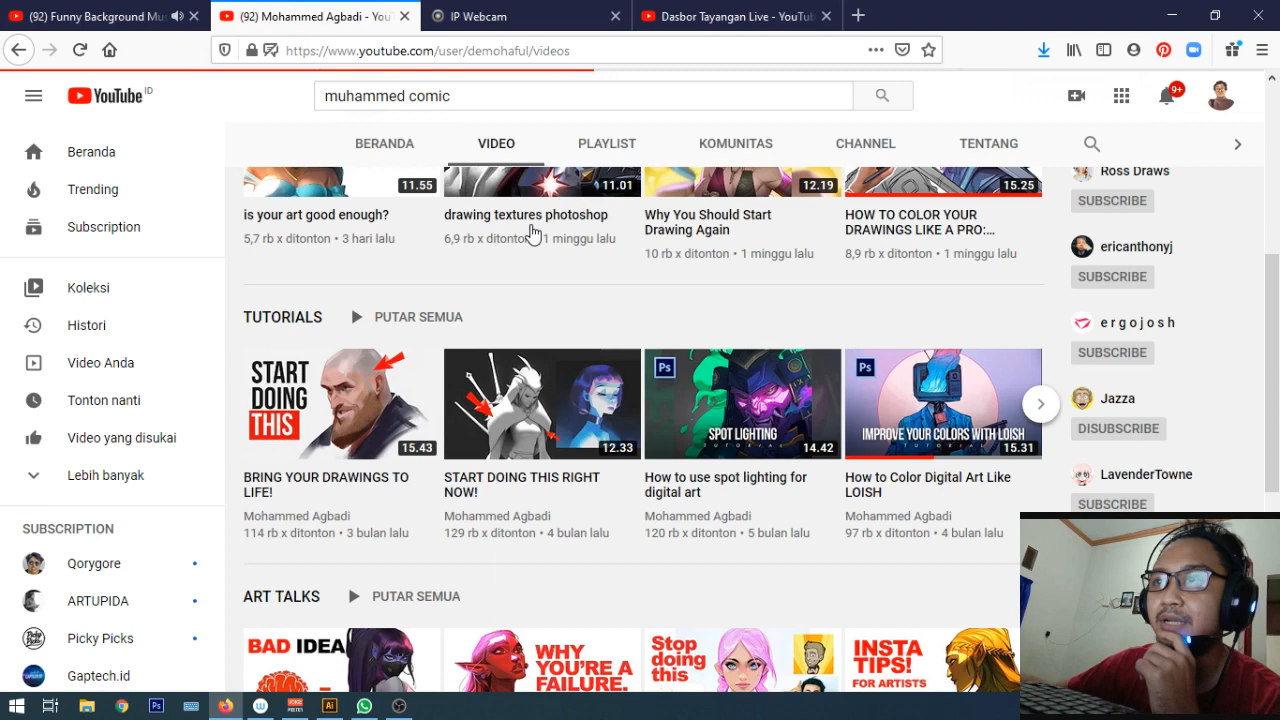 (92) Funny Background Mu
(92) Mohammed Agbadi - YouT
IP Webcam
Dasbor Tayangan Live - YouTub
https://www.youtube.com/user/demohaful/videos
YouTube ID
muhammed comic
9+
BERANDA
VIDEO
PLAYLIST
KOMUNITAS
CHANNEL
TENTANG
Beranda
Trending
Subscription
Koleksi
Histori
Video Anda
Tonton nanti
Video yang disukai
Lebih banyak
SUBSCRIPTION
Qorygore
ARTUPIDA
Picky Picks
Gaptech.id
11.55
11.01
12.19
15.25
is your art good enough?
5,7 rb x ditonton • 3 hari lalu
drawing textures photoshop
6,9 rb x ditonton 1 minggu lalu
Why You Should Start
Drawing Again
10 rb x ditonton • 1 minggu lalu
HOW TO COLOR YOUR
DRAWINGS LIKE A PRO:...
8,9 rb x ditonton • 1 minggu lalu
TUTORIALS
PUTAR SEMUA
START
DOING
THIS
15.43
12.33
Ps
SPOT LIGHTING
TUTORIAL
14.42
Ps
IMPROVE YOUR COLORS WITH LOISH
TUTORIAL
15.31
BRING YOUR DRAWINGS TO
LIFE!
Mohammed Agbadi
114 rb x ditonton • 3 bulan lalu
START DOING THIS RIGHT
NOW!
Mohammed Agbadi
129 rb x ditonton • 4 bulan lalu
How to use spot lighting for
digital art
Mohammed Agbadi
120 rb x ditonton • 5 bulan lalu
How to Color Digital Art Like
LOISH
Mohammed Agbadi
97 rb x ditonton • 4 bulan lalu
ART TALKS
PUTAR SEMUA
BAD IDEA
WHY
YOU'RE A
FAILURE.
Stop
doing
this
INSTA
TIPS!
FOR ARTISTS
Ross Draws
SUBSCRIBE
ericanthonyj
SUBSCRIBE
e r g o j o s h
SUBSCRIBE
Jazza
DISUBSCRIBE
LavenderTowne
SUBSCRIBE
Ps
Ai